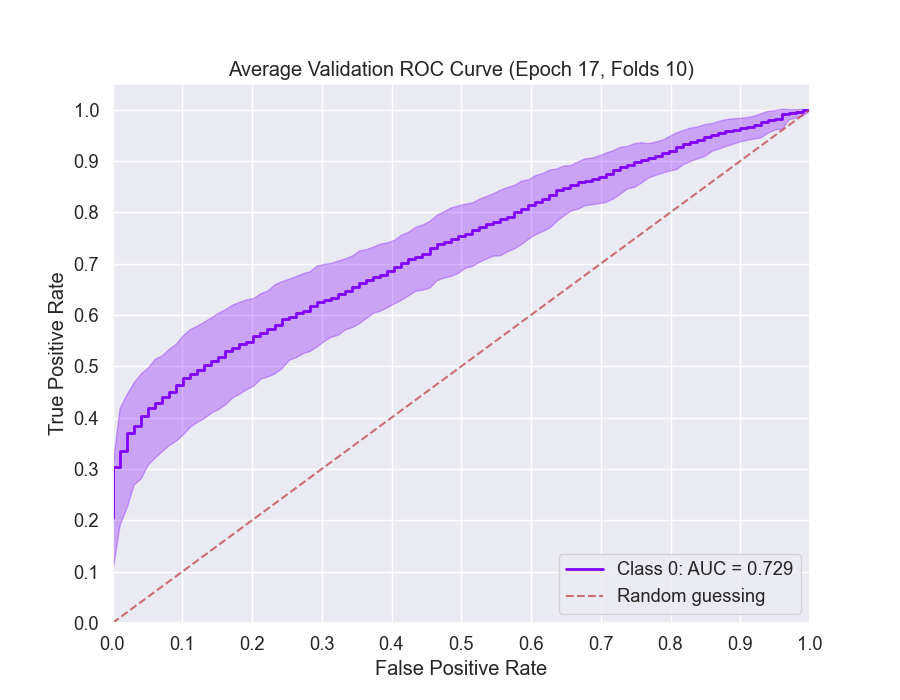 Average Validation ROC Curve (Epoch 17, Folds 10)
True Positive Rate
1.0
0.9
0.8
0.7
0.6
0.5
0.4
0.3
0.2
0.1
0.0
Class 0: AUC = 0.729
Random guessing
0.0 0.1 0.2 0.3 0.4 0.5 0.6 0.7 0.8 0.9 1.0
False Positive Rate